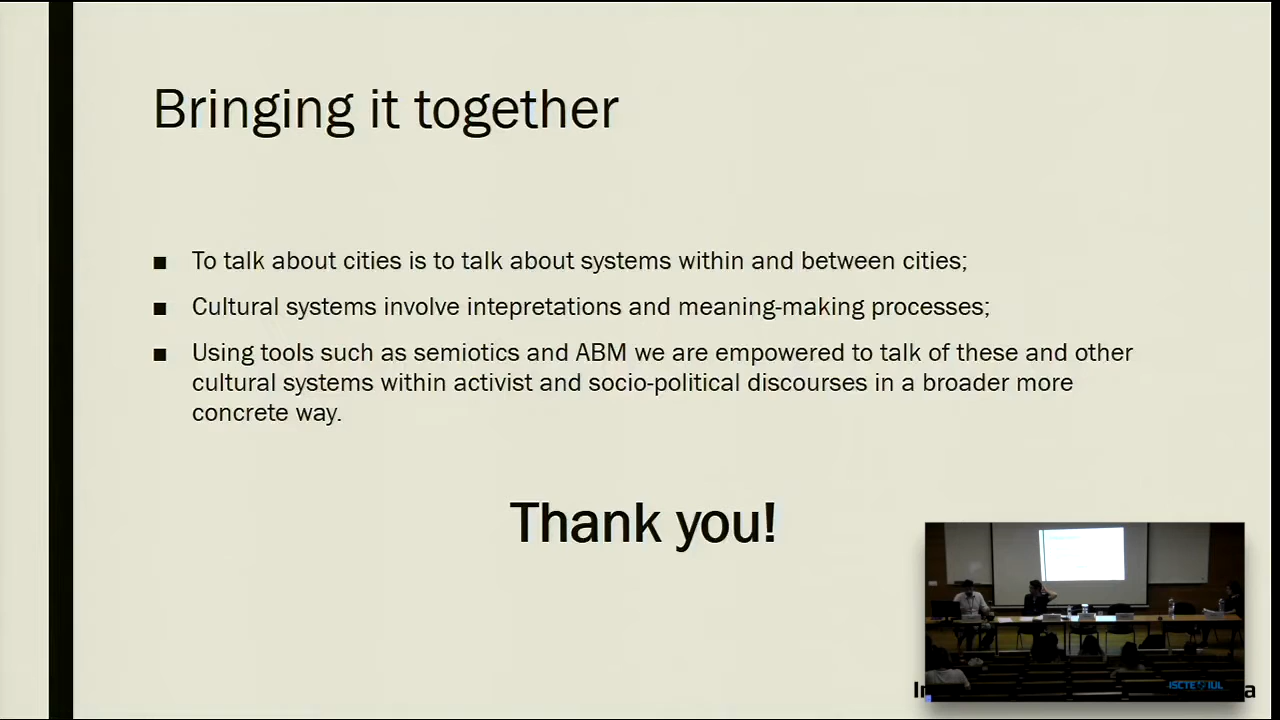 Bringing it together
■ To talk about cities is to talk about systems within and between cities;
■ Cultural systems involve intepretations and meaning-making processes;
■ Using tools such as semiotics and ABM we are empowered to talk of these and other
cultural systems within activist and socio-political discourses in a broader more
concrete way.
Thank you!
ISCTE IUL